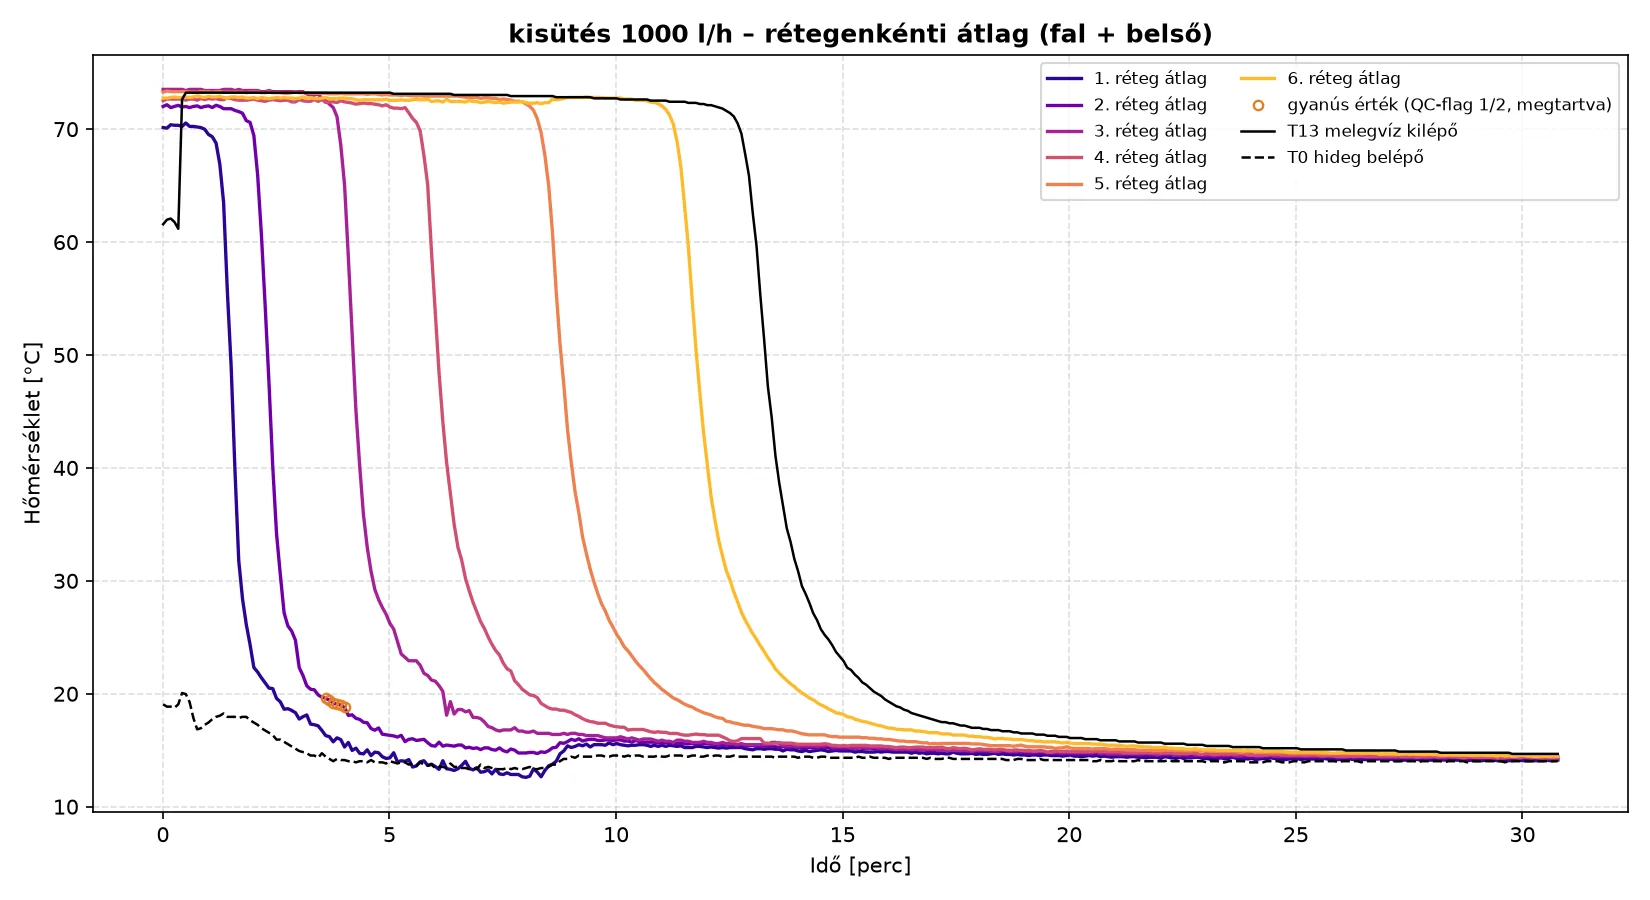 kisütés 1000 l/h – rétegenkénti átlag (fal + belső)
1. réteg átlag
2. réteg átlag
3. réteg átlag
4. réteg átlag
5. réteg átlag
6. réteg átlag
gyanús érték (QC-flag 1/2, megtartva)
T13 melegvíz kilépő
T0 hideg belépő
Hőmérséklet [°C]
70
60
50
40
30
20
10
0
5
10
15
20
25
30
Idő [perc]